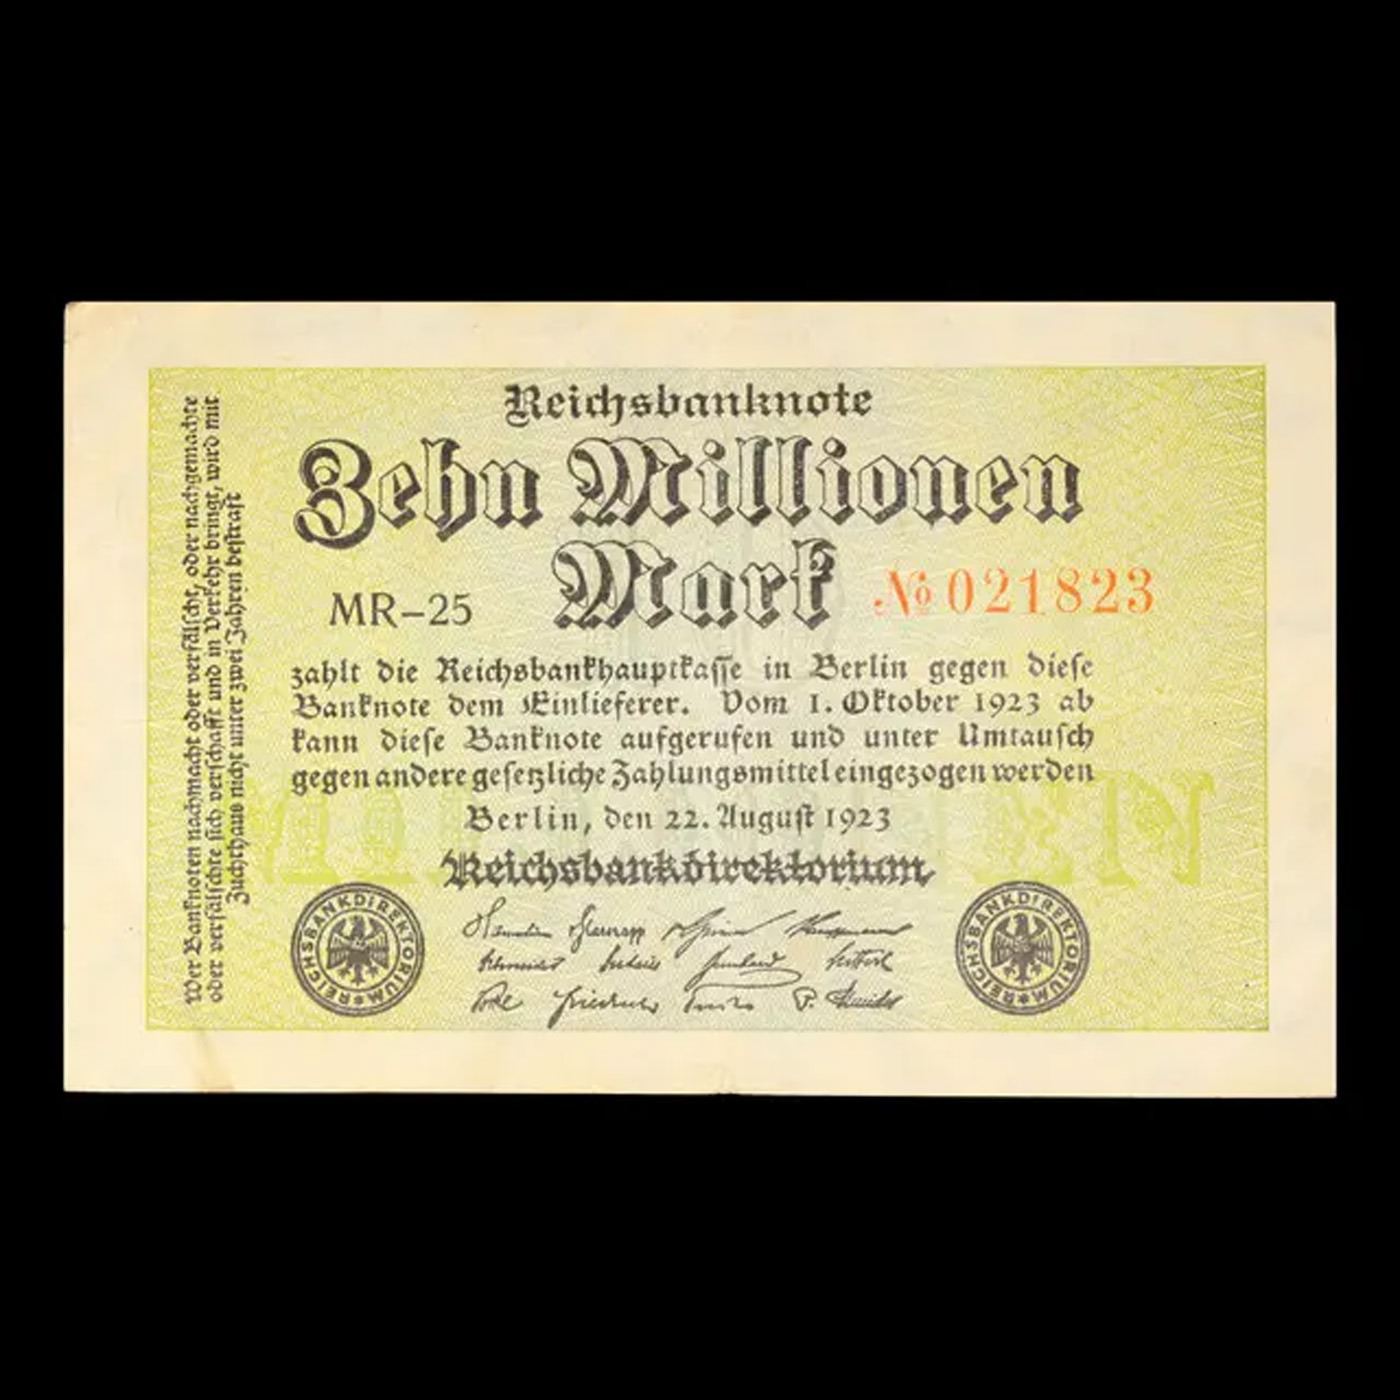 Reichsbanknote
Zehn Millionen
Mark
MR-25
№ 021823
zahlt die Reichsbankhauptkasse in Berlin gegen diese
Banknote dem Einlieferer. Vom 1. Oktober 1923 ab
kann diese Banknote aufgerufen und unter Umtausch
gegen andere gesetzliche Zahlungsmittel eingezogen werden
Berlin, den 22. August 1923
Reichsbankdirektorium
REICHSBANKDIREKTORIUM
REICHSBANKDIREKTORIUM
Wer Banknoten nachmacht oder verfälscht, oder nachgemachte
oder verfälschte sich verschafft und in Verkehr bringt, wird mit
Zuchthaus nicht unter zwei Jahren bestraft